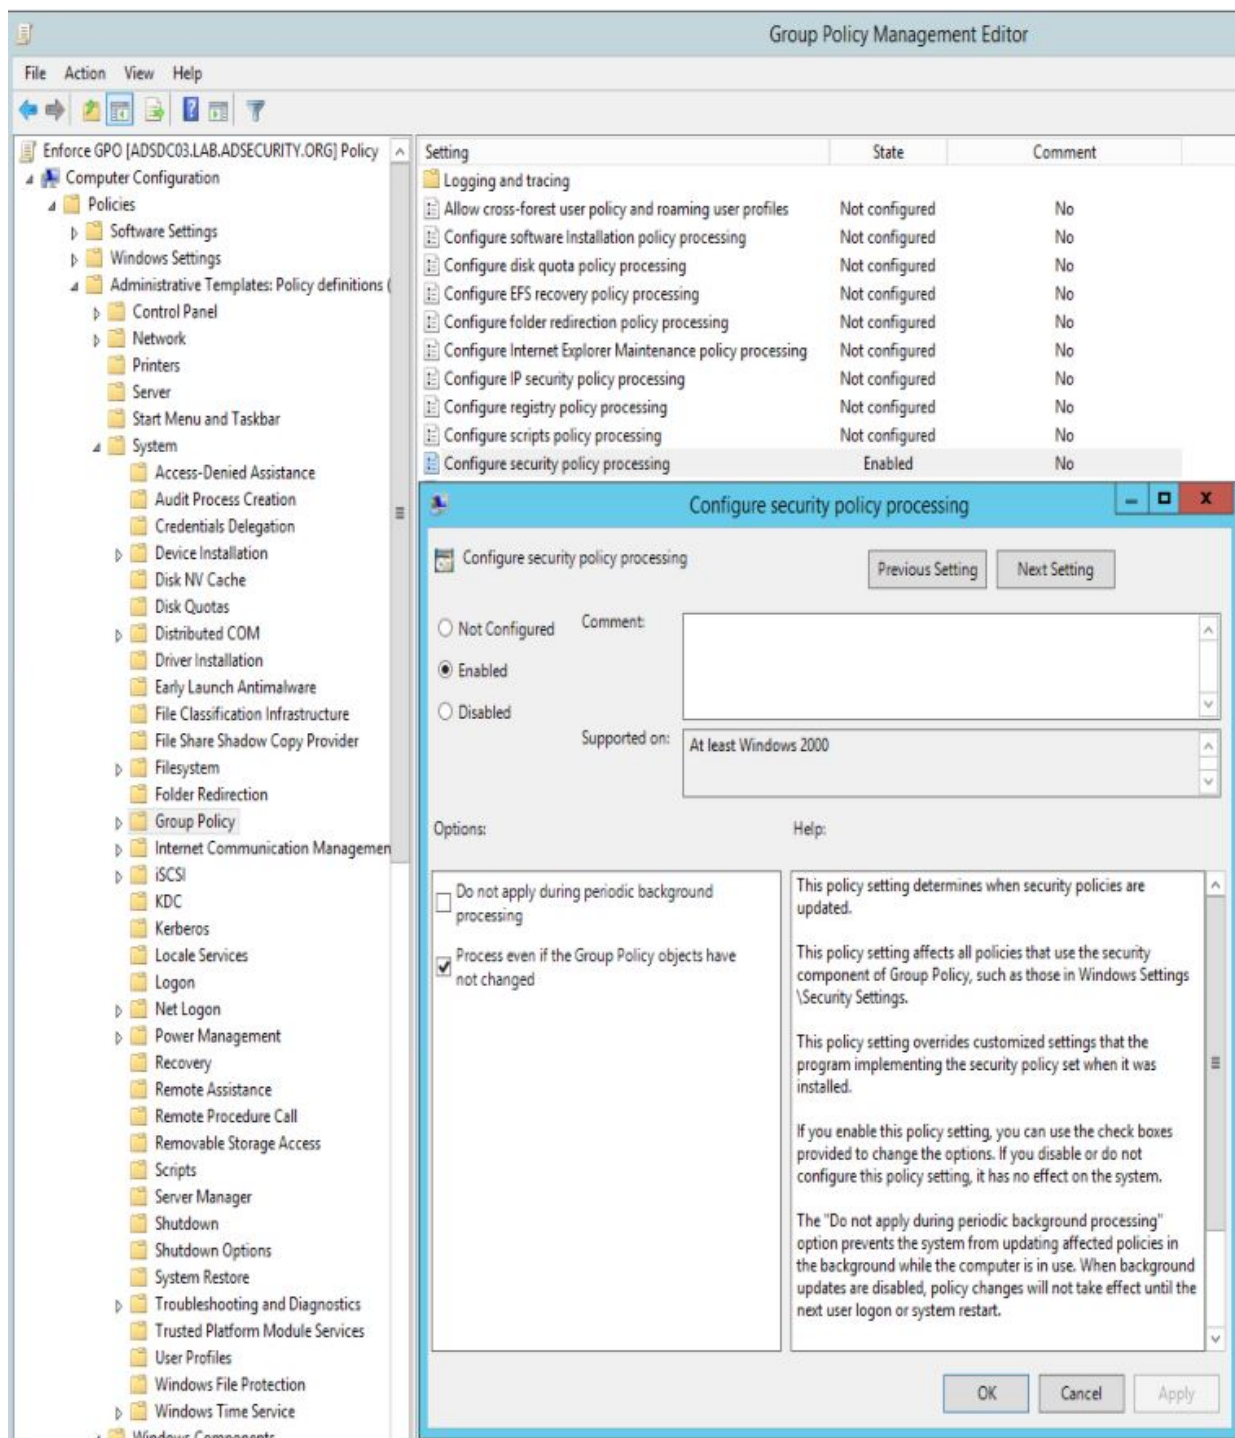 Group Policy Management Editor
File Action View Help
Enforce GPO [ADSDC03.LAB.ADSECURITY.ORG] Policy
Computer Configuration
Policies
Software Settings
Windows Settings
Administrative Templates: Policy definitions (
Control Panel
Network
Printers
Server
Start Menu and Taskbar
System
Access-Denied Assistance
Audit Process Creation
Credentials Delegation
Device Installation
Disk NV Cache
Disk Quotas
Distributed COM
Driver Installation
Early Launch Antimalware
File Classification Infrastructure
File Share Shadow Copy Provider
Filesystem
Folder Redirection
Group Policy
Internet Communication Managemen
iSCSI
KDC
Kerberos
Locale Services
Logon
Net Logon
Power Management
Recovery
Remote Assistance
Remote Procedure Call
Removable Storage Access
Scripts
Server Manager
Shutdown
Shutdown Options
System Restore
Troubleshooting and Diagnostics
Trusted Platform Module Services
User Profiles
Windows File Protection
Windows Time Service
Windows Components
Setting State Comment
Logging and tracing
Allow cross-forest user policy and roaming user profiles Not configured No
Configure software Installation policy processing Not configured No
Configure disk quota policy processing Not configured No
Configure EFS recovery policy processing Not configured No
Configure folder redirection policy processing Not configured No
Configure Internet Explorer Maintenance policy processing Not configured No
Configure IP security policy processing Not configured No
Configure registry policy processing Not configured No
Configure scripts policy processing Not configured No
Configure security policy processing Enabled No
Configure security policy processing
Configure security policy processing
Previous Setting Next Setting
Not Configured
Enabled
Disabled
Comment:
Supported on: At least Windows 2000
Options:
Do not apply during periodic background
processing
Process even if the Group Policy objects have
not changed
Help:
This policy setting determines when security policies are
updated.
This policy setting affects all policies that use the security
component of Group Policy, such as those in Windows Settings
\Security Settings.
This policy setting overrides customized settings that the
program implementing the security policy set when it was
installed.
If you enable this policy setting, you can use the check boxes
provided to change the options. If you disable or do not
configure this policy setting, it has no effect on the system.
The "Do not apply during periodic background processing"
option prevents the system from updating affected policies in
the background while the computer is in use. When background
updates are disabled, policy changes will not take effect until the
next user logon or system restart.
OK Cancel Apply